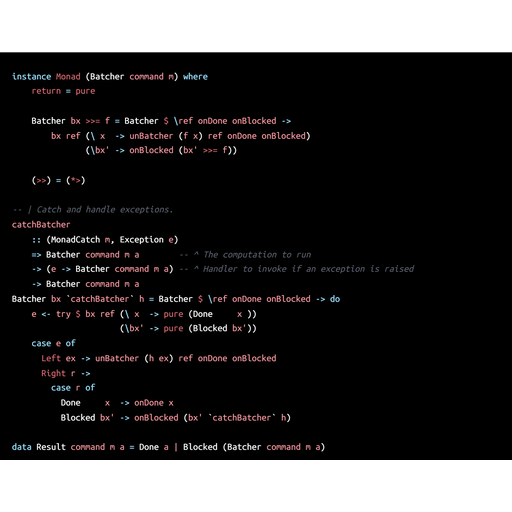 instance Monad (Batcher command m) where
    return = pure

    Batcher bx >>= f = Batcher $ \ref onDone onBlocked ->
        bx ref (\ x  -> unBatcher (f x) ref onDone onBlocked)
               (\bx' -> onBlocked (bx' >>= f))

    (>>) = (*>)

-- | Catch and handle exceptions.
catchBatcher
    :: (MonadCatch m, Exception e)
    => Batcher command m a        -- ^ The computation to run
    -> (e -> Batcher command m a) -- ^ Handler to invoke if an exception is raised
    -> Batcher command m a
Batcher bx `catchBatcher` h = Batcher $ \ref onDone onBlocked -> do
    e <- try $ bx ref (\ x  -> pure (Done     x ))
                      (\bx' -> pure (Blocked bx'))
    case e of
      Left ex -> unBatcher (h ex) ref onDone onBlocked
      Right r ->
        case r of
          Done     x  -> onDone x
          Blocked bx' -> onBlocked (bx' `catchBatcher` h)

data Result command m a = Done a | Blocked (Batcher command m a)